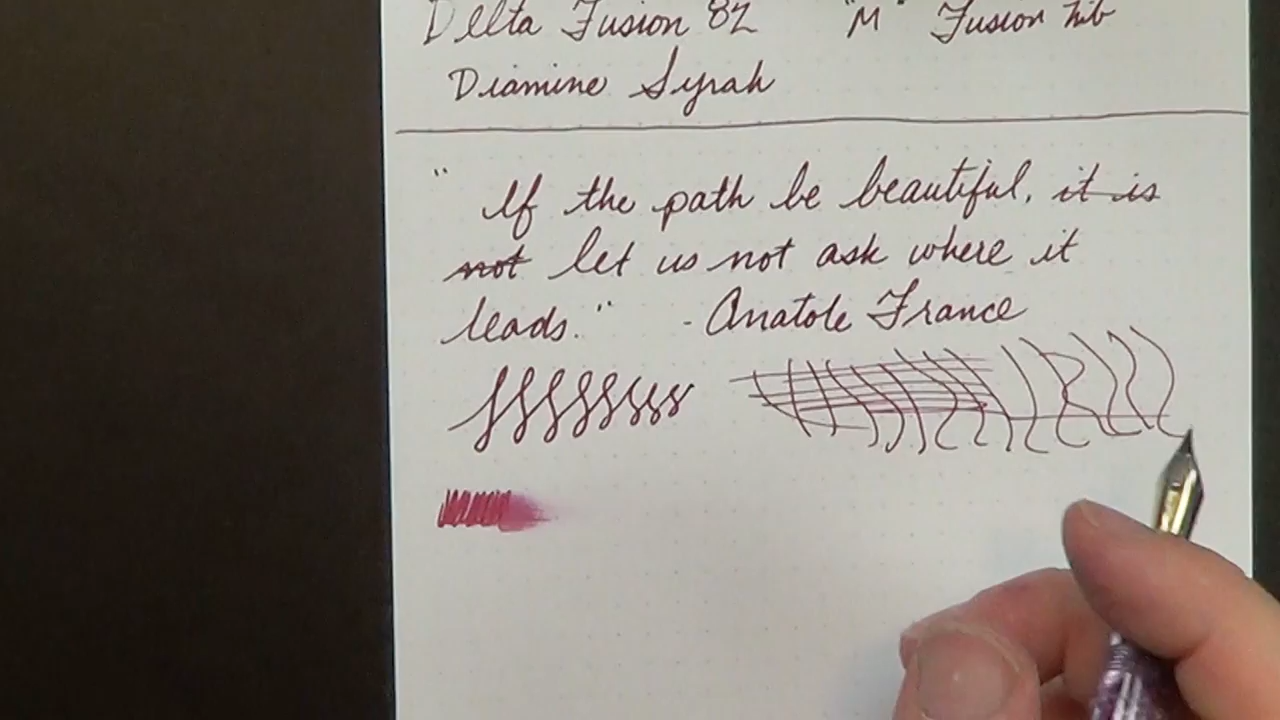 Delta Fusion 82 "M" Fusion nib
Diamine Syrah
"If the path be beautiful, it is
not let us not ask where it
leads." - Anatole France